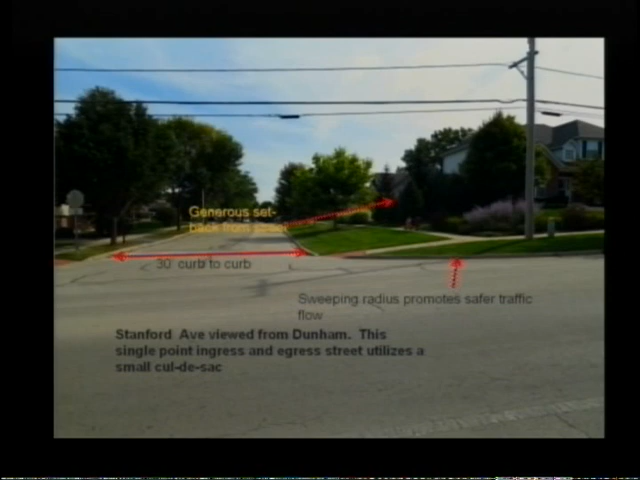 Generous set-
back from street
30' curb to curb
Sweeping radius promotes safer traffic
flow
Stanford Ave viewed from Dunham. This
single point ingress and egress street utilizes a
small cul-de-sac